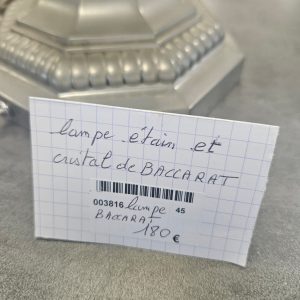 lampe étain et
cristal de BACCARAT
003816 lampe 45
BACCARAT
180 €